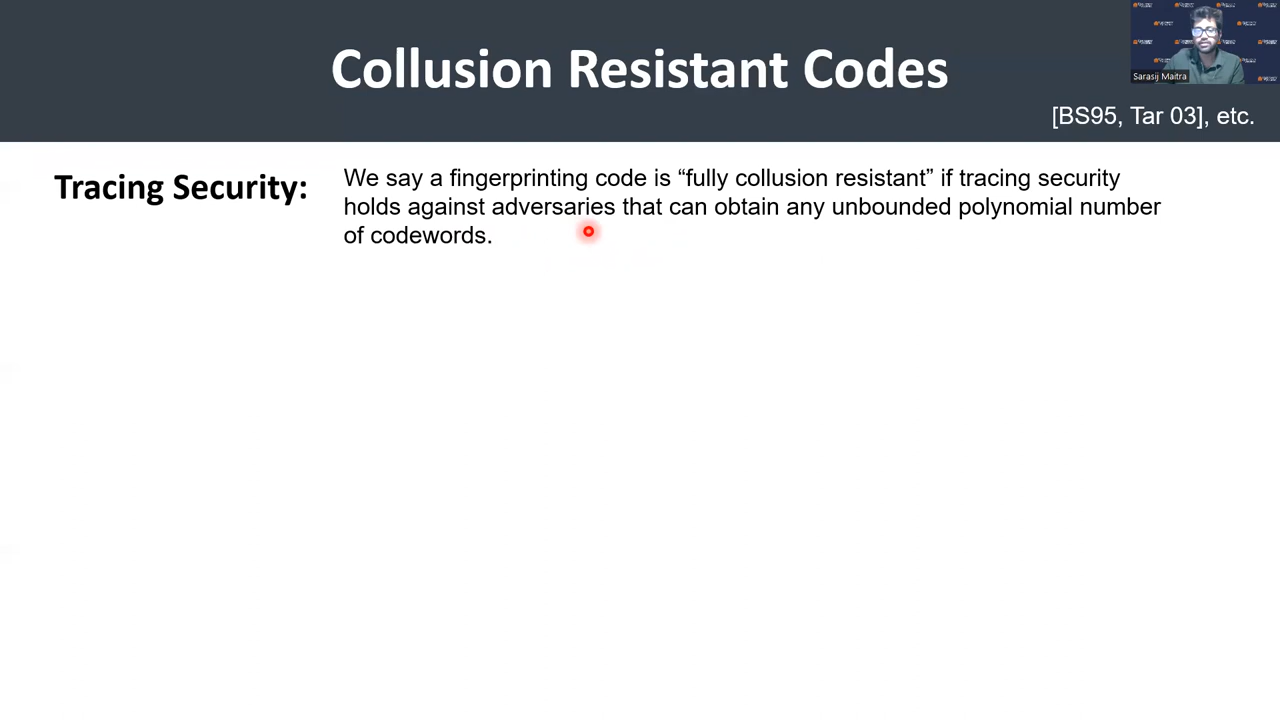 Collusion Resistant Codes
Sarasij Maitra
[BS95, Tar 03], etc.
Tracing Security:
We say a fingerprinting code is “fully collusion resistant” if tracing security
holds against adversaries that can obtain any unbounded polynomial number
of codewords.